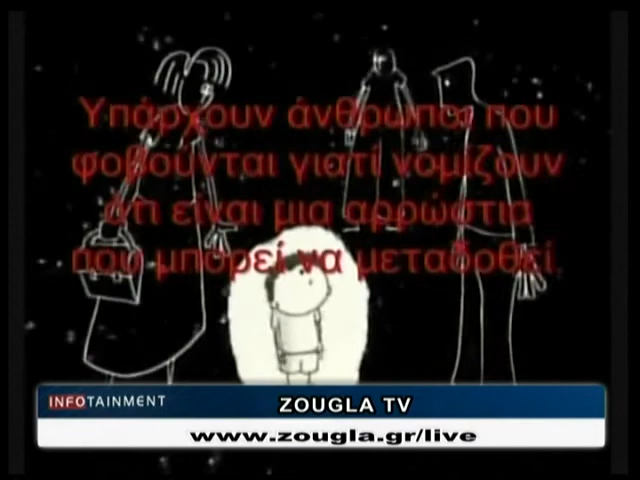 Υπάρχουν άνθρωποι που
φοβούνται γιατί νομίζουν
ότι είναι μια αρρώστια
που μπορεί να μεταδοθεί
INFOTAINMENT
ZOUGLA TV
www.zougla.gr/live